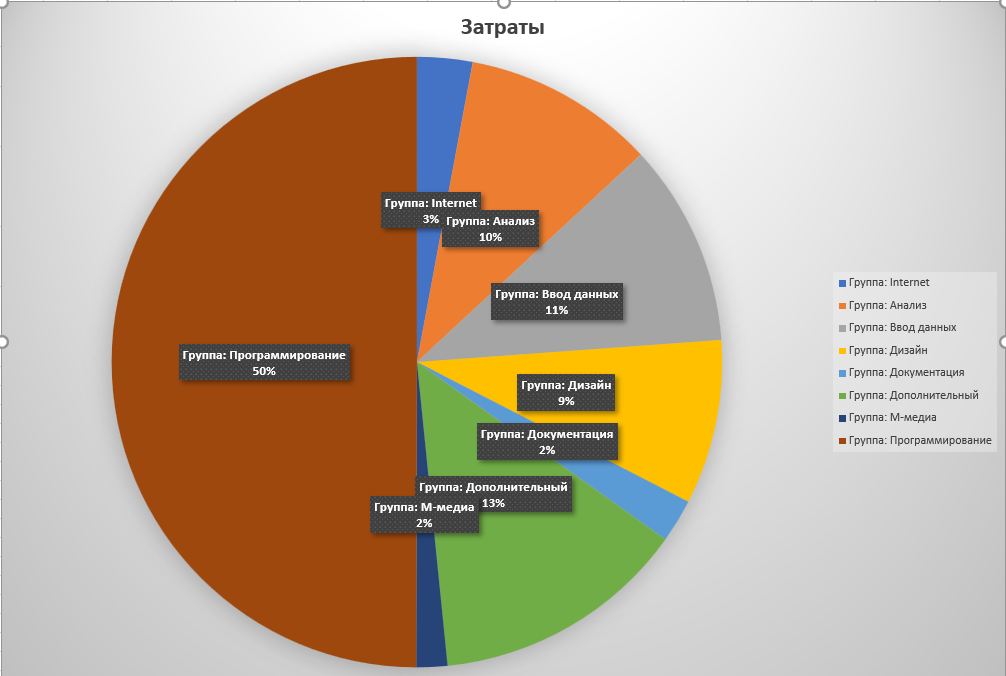 Затраты
Группа: Internet
3%
Группа: Анализ
10%
Группа: Ввод данных
11%
Группа: Программирование
50%
Группа: Дизайн
9%
Группа: Документация
2%
Группа: Дополнительный
13%
Группа: М-медиа
2%
Группа: Internet
Группа: Анализ
Группа: Ввод данных
Группа: Дизайн
Группа: Документация
Группа: Дополнительный
Группа: М-медиа
Группа: Программирование